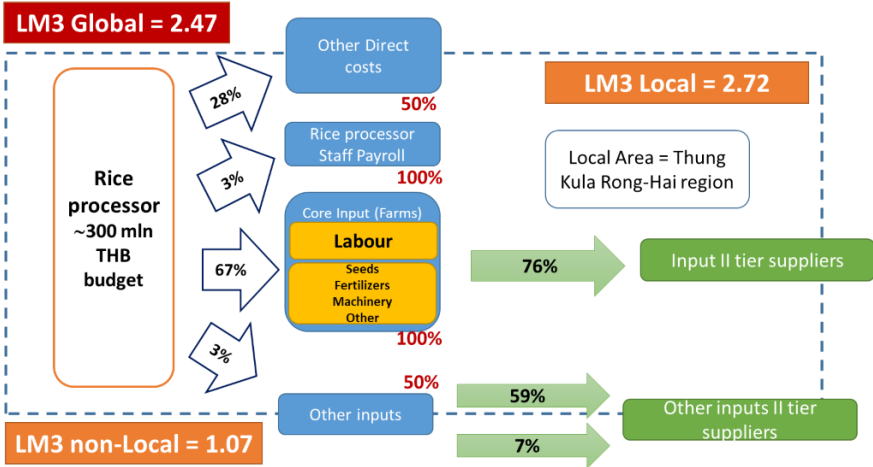 LM3 Global = 2.47
Other Direct
costs
28%
50%
LM3 Local = 2.72
Rice processor
Staff Payroll
3%
100%
Local Area = Thung
Kula Rong-Hai region
Rice
processor
~300 mln
THB
budget
Core Input (Farms)
Labour
67%
Seeds
Fertilizers
Machinery
Other
100%
76%
Input II tier suppliers
3%
50%
Other inputs
59%
7%
Other inputs II tier
suppliers
LM3 non-Local = 1.07